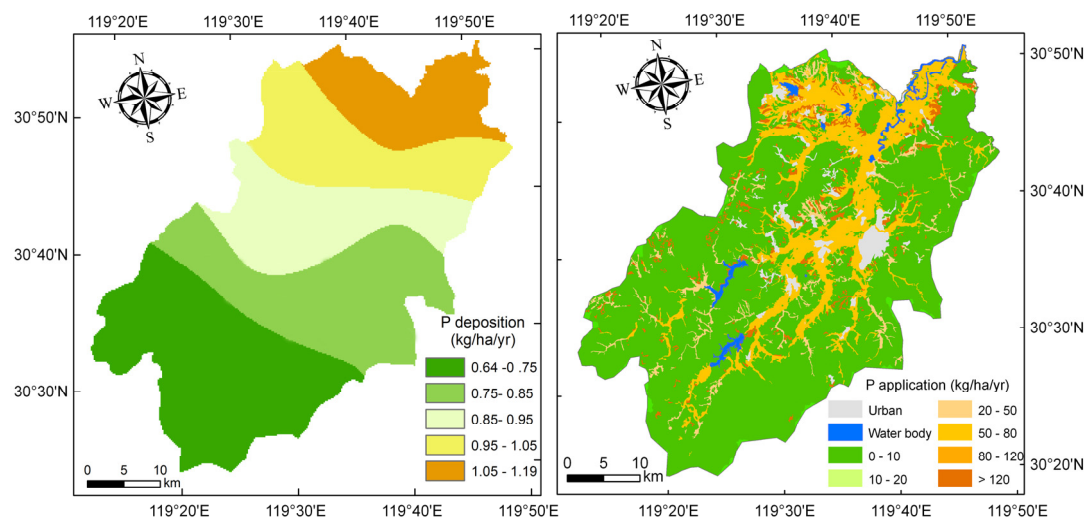 119°20'E 119°30'E 119°40'E 119°50'E
N
W E
S
30°50'N
30°40'N
30°30'N
P deposition
(kg/ha/yr)
0.64 -0 .75
0.75- 0.85
0.85- 0.95
0.95 - 1.05
1.05 - 1.19
0 5 10
km
119°20'E 119°30'E 119°40'E 119°50'E
119°20'E 119°30'E 119°40'E 119°50'E
N
W E
S
30°50'N
30°40'N
30°30'N
30°20'N
P application (kg/ha/yr)
Urban 20 - 50
Water body 50 - 80
0 - 10 80 - 120
10 - 20 > 120
0 5 10
km
119°20'E 119°30'E 119°40'E 119°50'E